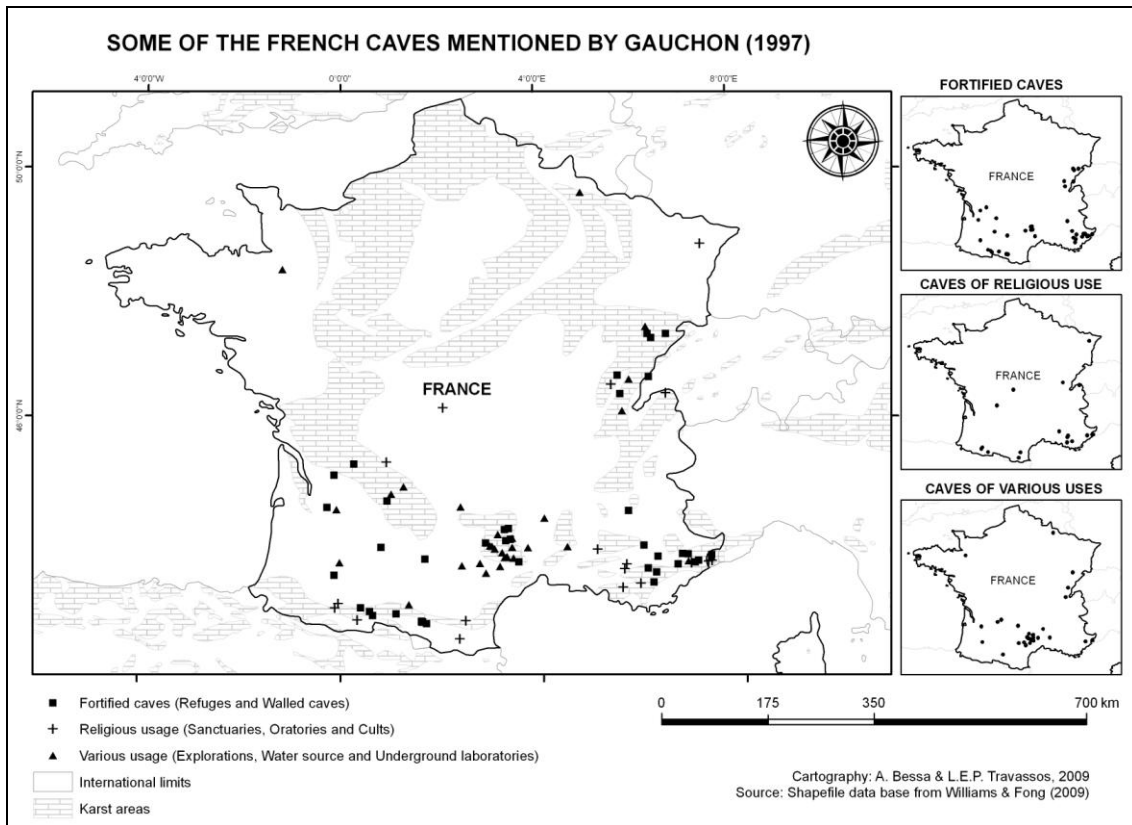 SOME OF THE FRENCH CAVES MENTIONED BY GAUCHON (1997)
4°0'0"W 0°0'0" 4°0'0"E 8°0'0"E
50°0'0"N
46°0'0"N
FRANCE
FORTIFIED CAVES
FRANCE
CAVES OF RELIGIOUS USE
FRANCE
CAVES OF VARIOUS USES
FRANCE
Fortified caves (Refuges and Walled caves)
Religious usage (Sanctuaries, Oratories and Cults)
Various usage (Explorations, Water source and Underground laboratories)
International limits
Karst areas
0 175 350 700 km
Cartography: A. Bessa & L.E.P. Travassos, 2009
Source: Shapefile data base from Williams & Fong (2009)